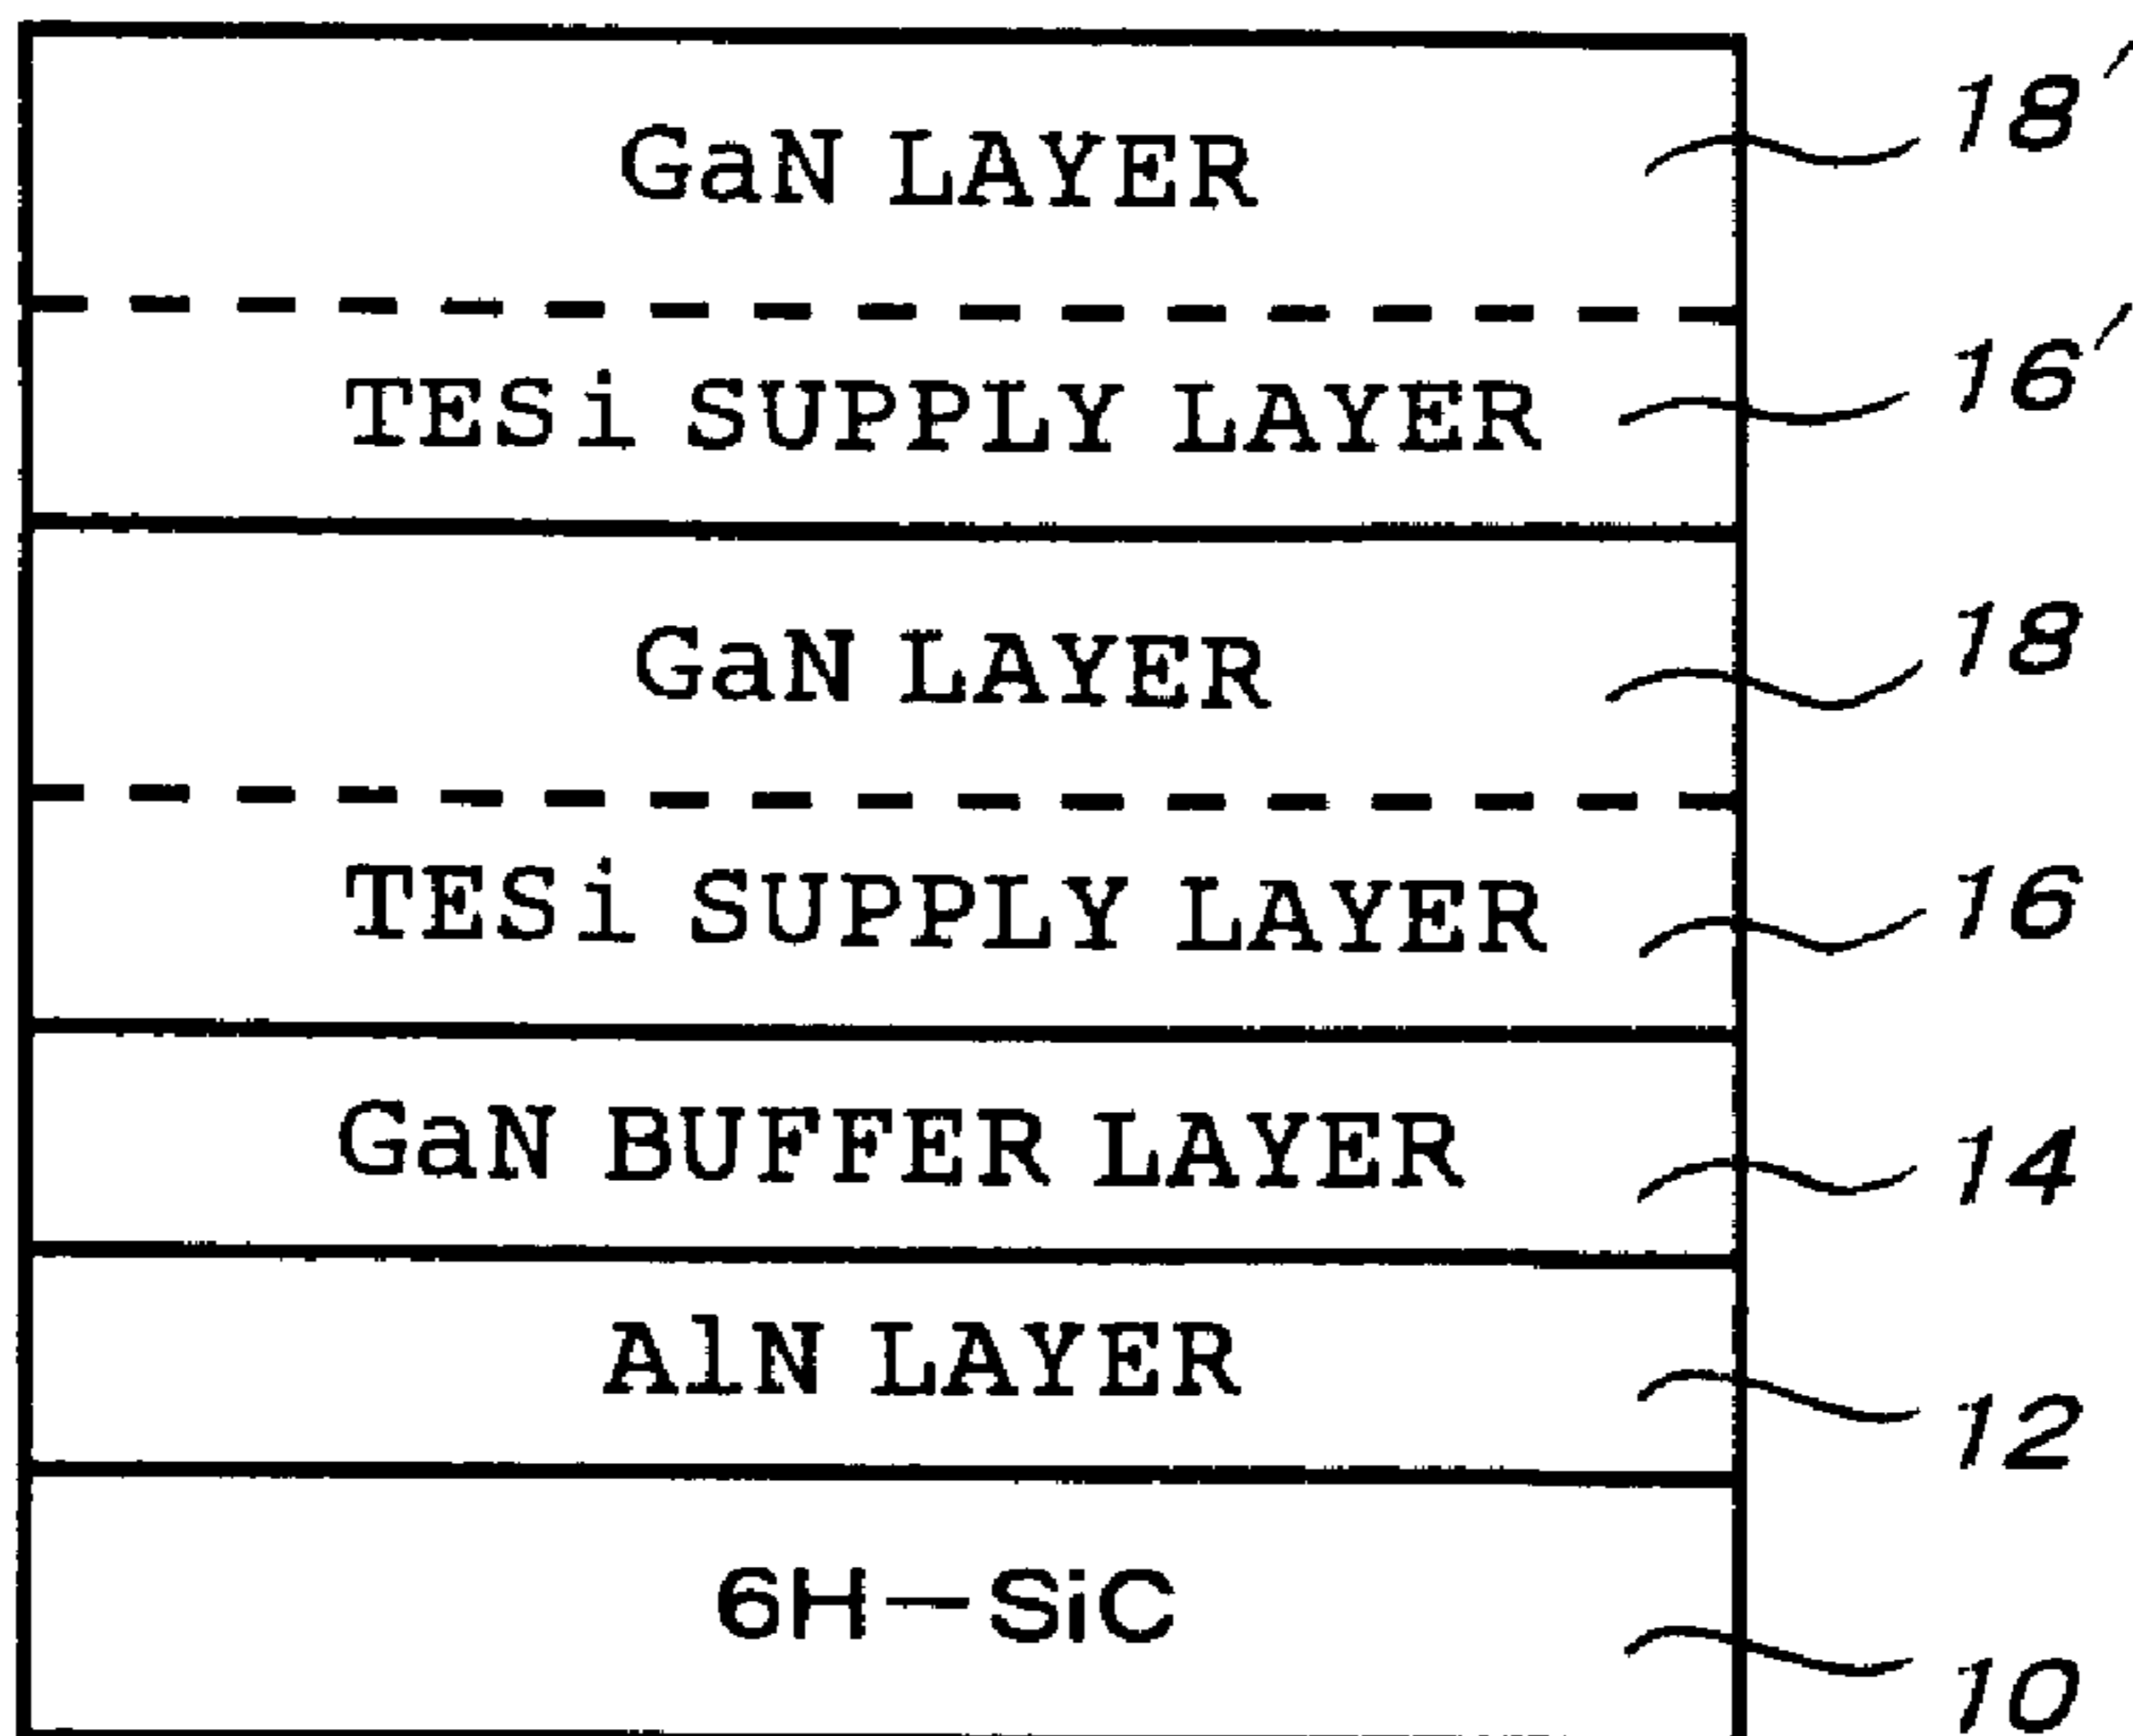 GaN LAYER 18'
TESi SUPPLY LAYER 16'
GaN LAYER 18
TESi SUPPLY LAYER 16
GaN BUFFER LAYER 14
AlN LAYER 12
6H—SiC 10